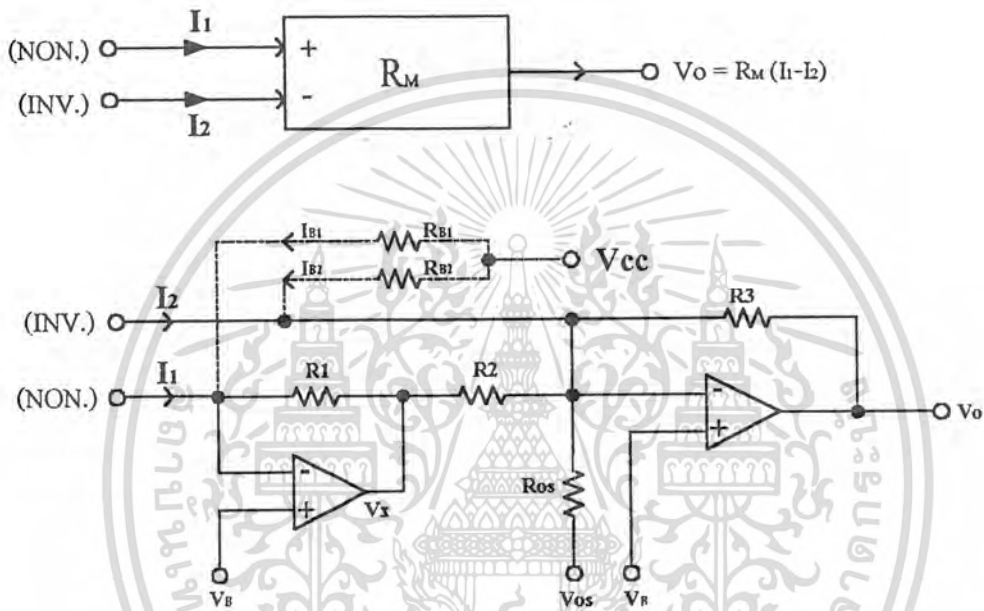 (NON.) I1 +
RM
Vo = RM (I1-I2)
(INV.) I2 -
IB1 RB1
IB2 RB2
Vcc
(INV.) I2
R3
(NON.) I1
R1
R2
-
+
Vo
-
+
Vx
Ros
VB
Vos
VB